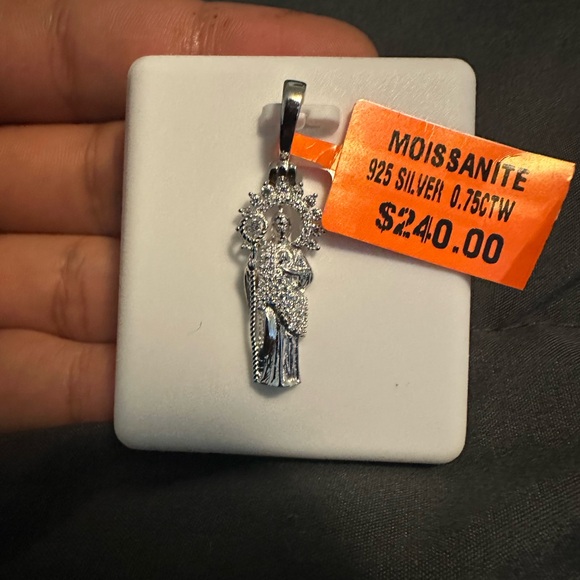 MOISSANITE
925 SILVER 0.75CTW
$240.00